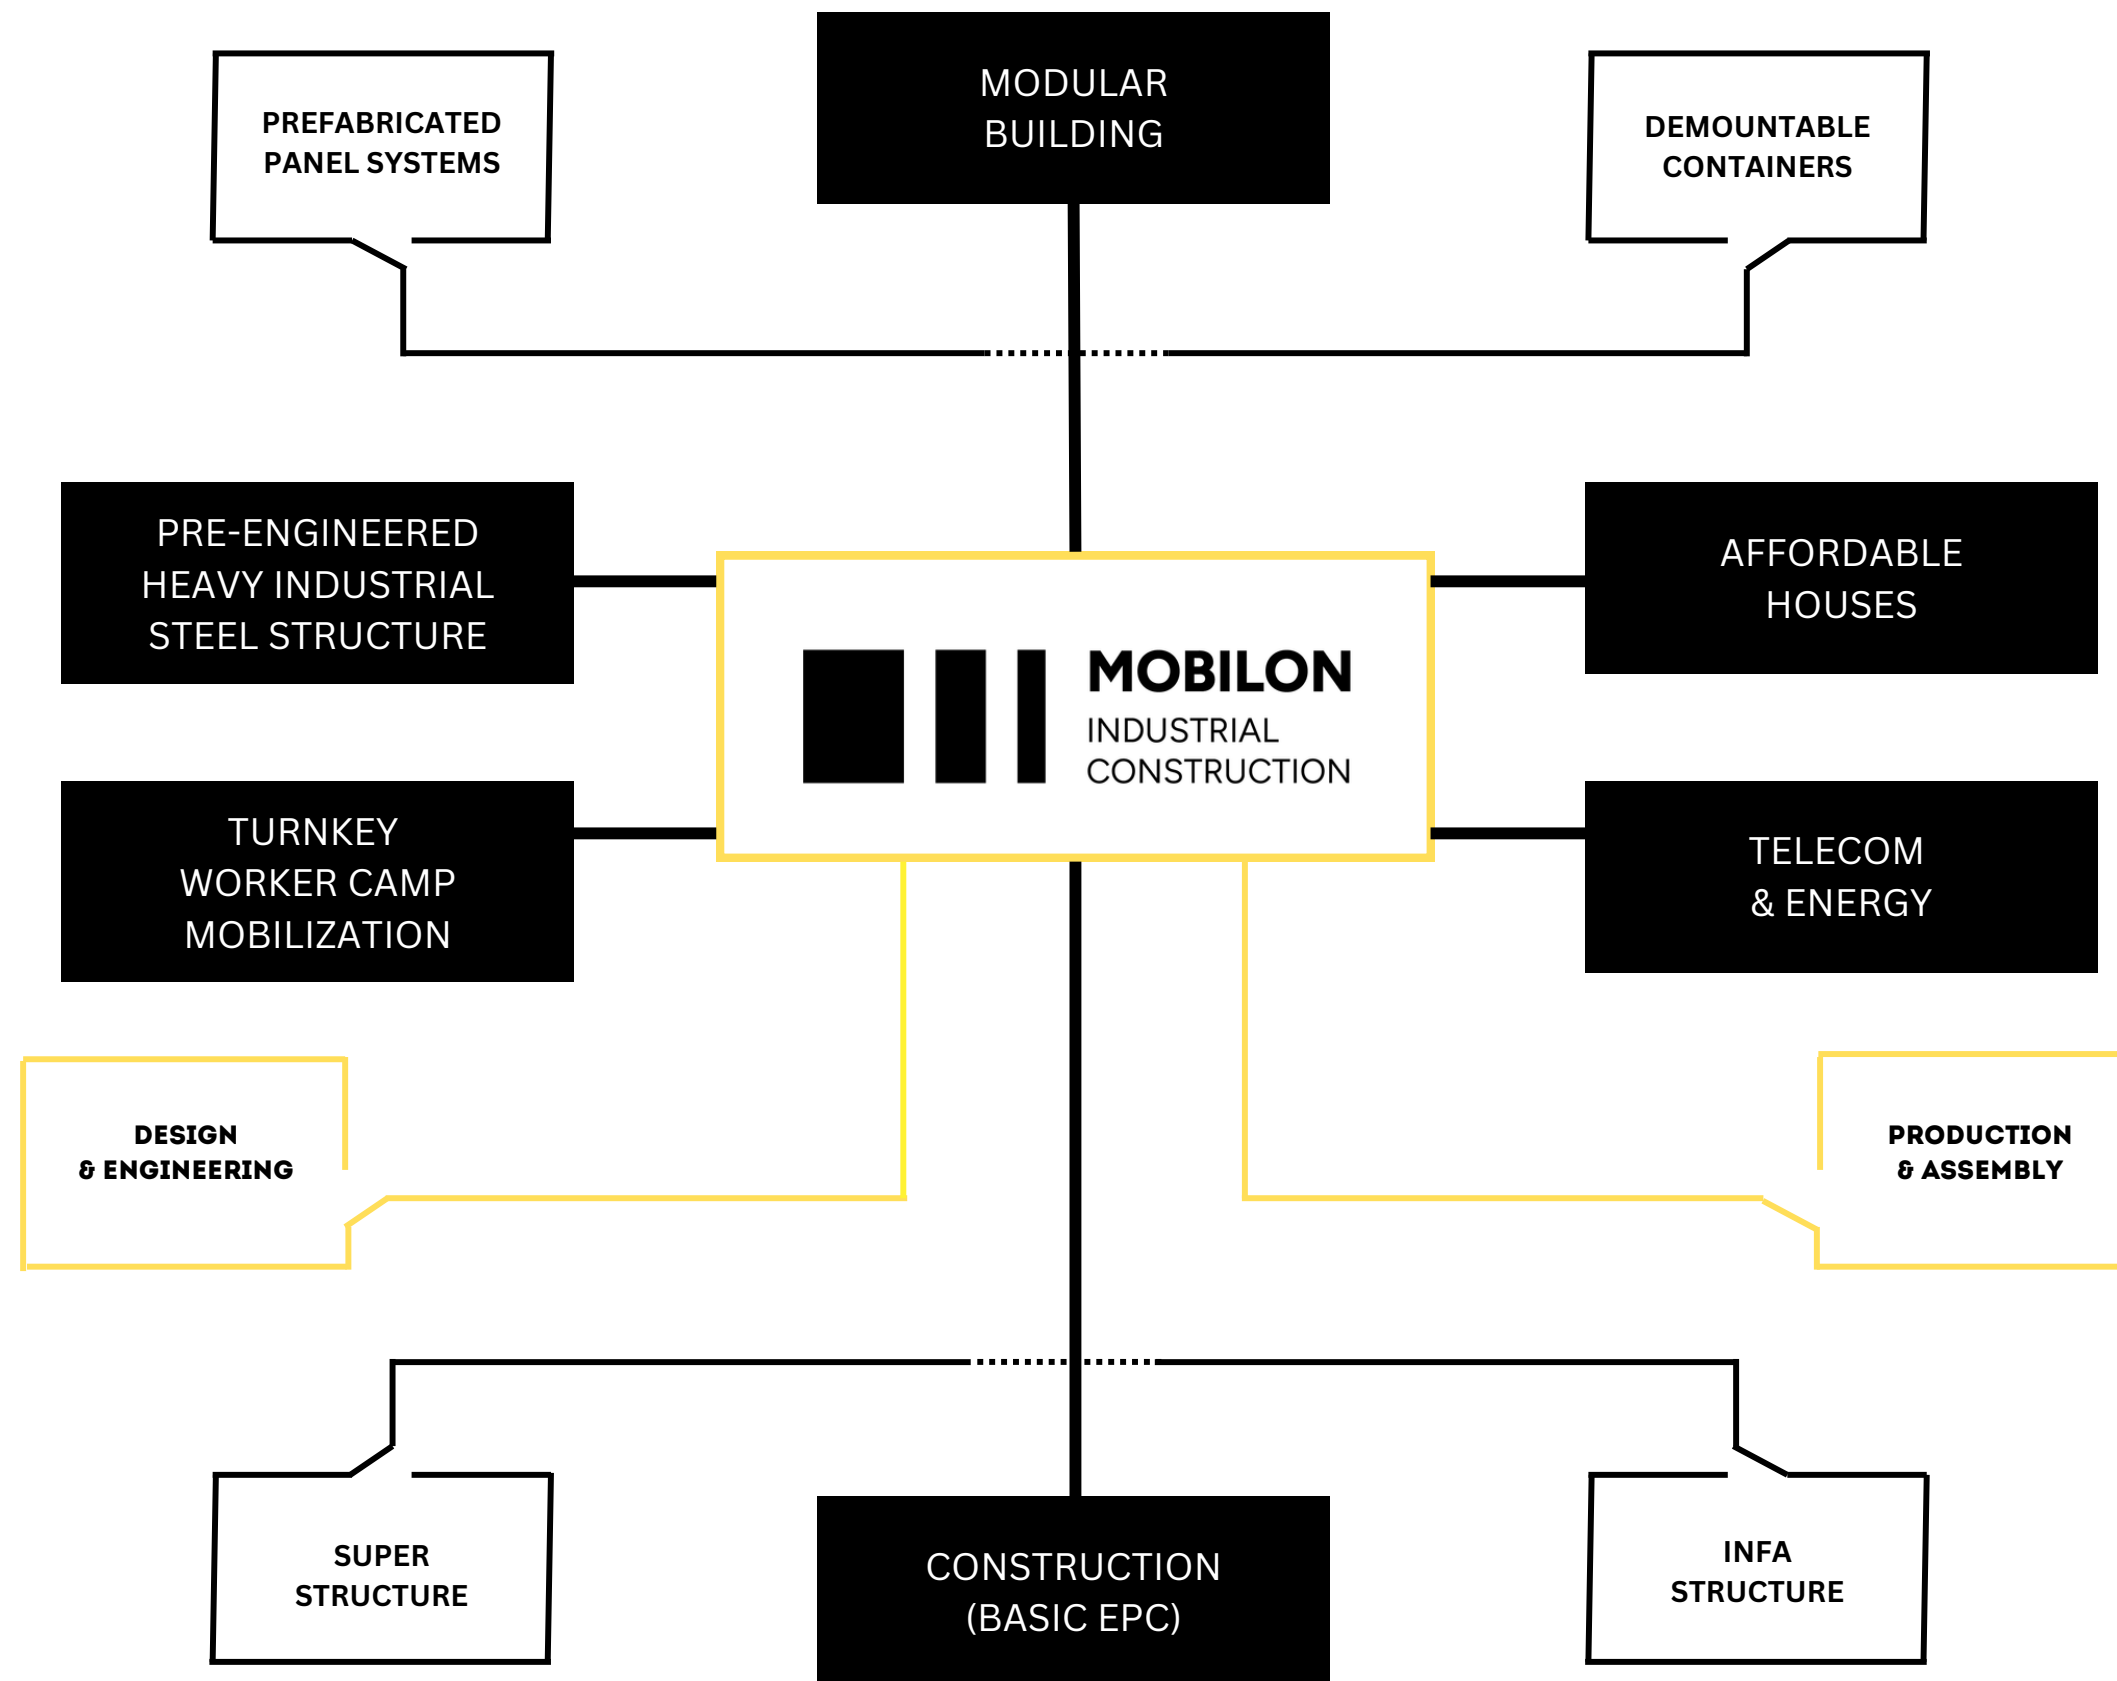 MODULAR
BUILDING
PREFABRICATED
PANEL SYSTEMS
DEMOUNTABLE
CONTAINERS
PRE-ENGINEERED
HEAVY INDUSTRIAL
STEEL STRUCTURE
AFFORDABLE
HOUSES
MOBILON
INDUSTRIAL
CONSTRUCTION
TURNKEY
WORKER CAMP
MOBILIZATION
TELECOM
& ENERGY
DESIGN
& ENGINEERING
PRODUCTION
& ASSEMBLY
SUPER
STRUCTURE
CONSTRUCTION
(BASIC EPC)
INFA
STRUCTURE